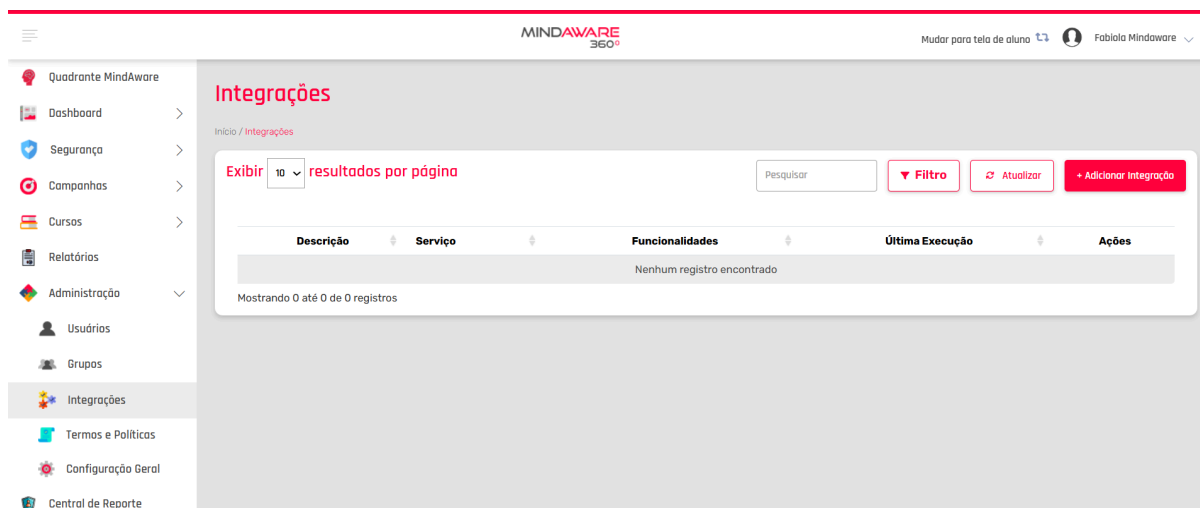 MINDAWARE
360º
Mudar para tela de aluno
Fabiola Mindaware
Quadrante MindAware
Dashboard
Segurança
Campanhas
Cursos
Relatórios
Administração
Usuários
Grupos
Integrações
Termos e Políticas
Configuração Geral
Central de Reporte
Integrações
Início / Integrações
Exibir 10 resultados por página
Pesquisar
Filtro
Atualizar
+ Adicionar Integração
Descrição Serviço Funcionalidades Última Execução Ações
Nenhum registro encontrado
Mostrando 0 até 0 de 0 registros